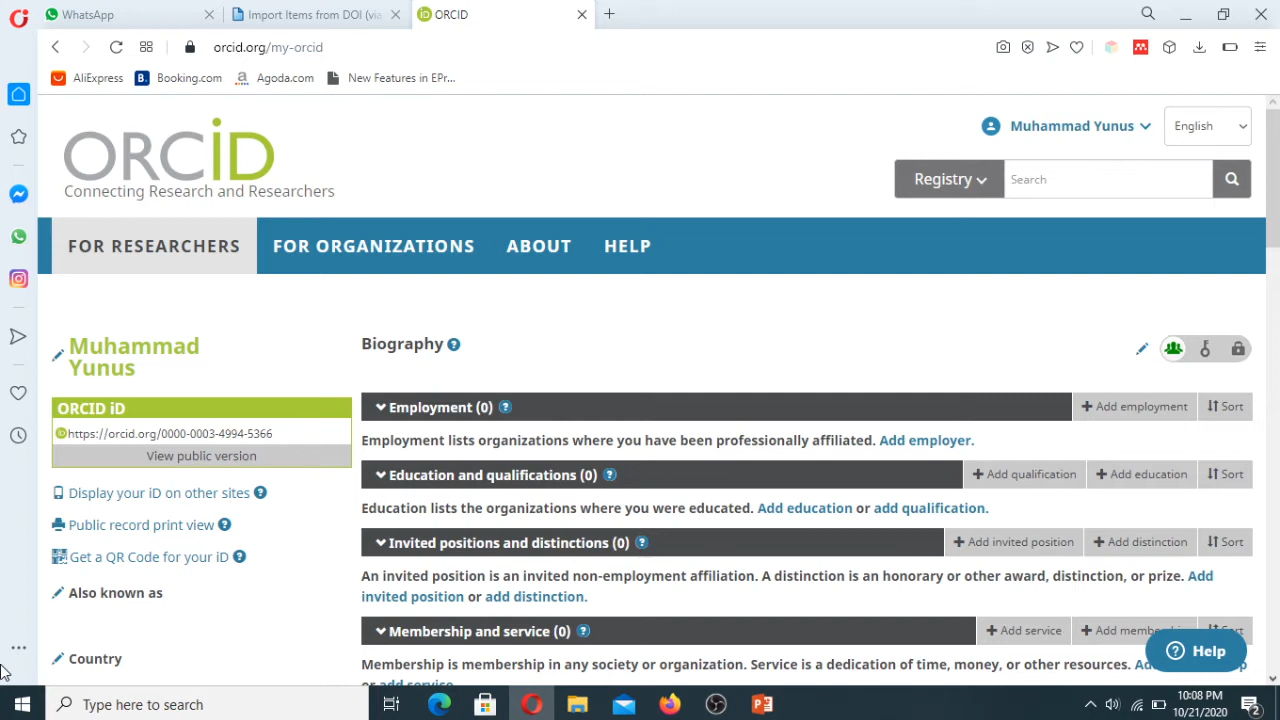 WhatsApp
Import Items from DOI (via
ORCID
orcid.org/my-orcid
AliExpress
B. Booking.com
a Agoda.com
New Features in EPr...
ORCiD
Connecting Research and Researchers
Muhammad Yunus
English
Registry
Search
FOR RESEARCHERS
FOR ORGANIZATIONS
ABOUT
HELP
Muhammad
Yunus
ORCID iD
iD https://orcid.org/0000-0003-4994-5366
View public version
Display your iD on other sites ?
Public record print view ?
Get a QR Code for your iD ?
Also known as
Country
Biography ?
Employment (0) ?
Add employment
Sort
Employment lists organizations where you have been professionally affiliated. Add employer.
Education and qualifications (0) ?
Add qualification
Add education
Sort
Education lists the organizations where you were educated. Add education or add qualification.
Invited positions and distinctions (0) ?
Add invited position
Add distinction
Sort
An invited position is an invited non-employment affiliation. A distinction is an honorary or other award, distinction, or prize. Add
invited position or add distinction.
Membership and service (0) ?
Add service
Membership is membership in any society or organization. Service is a dedication of time, money, or other resources.
or add service.
? Help
Type here to search
10:08 PM
10/21/2020
2